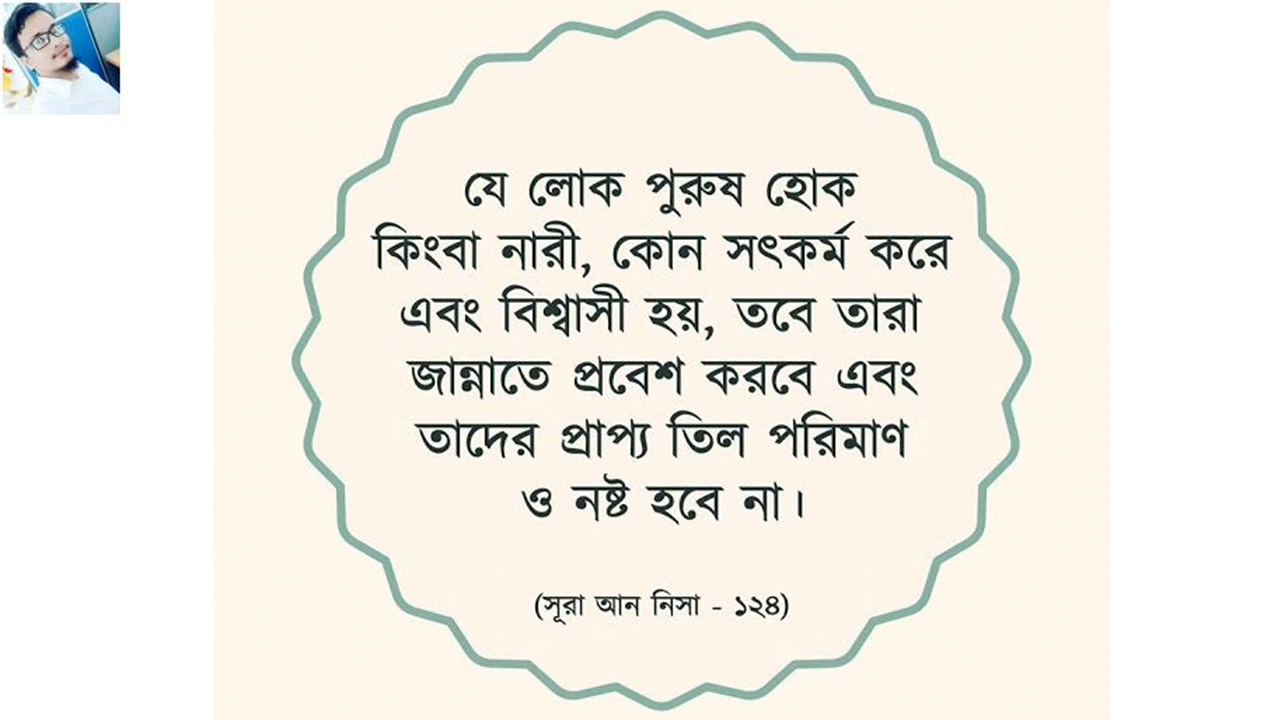 যে লোক পুরুষ হোক
কিংবা নারী, কোন সৎকর্ম করে
এবং বিশ্বাসী হয়, তবে তারা
জান্নাতে প্রবেশ করবে এবং
তাদের প্রাপ্য তিল পরিমাণ
ও নষ্ট হবে না।
(সূরা আন নিসা - ১২৪)